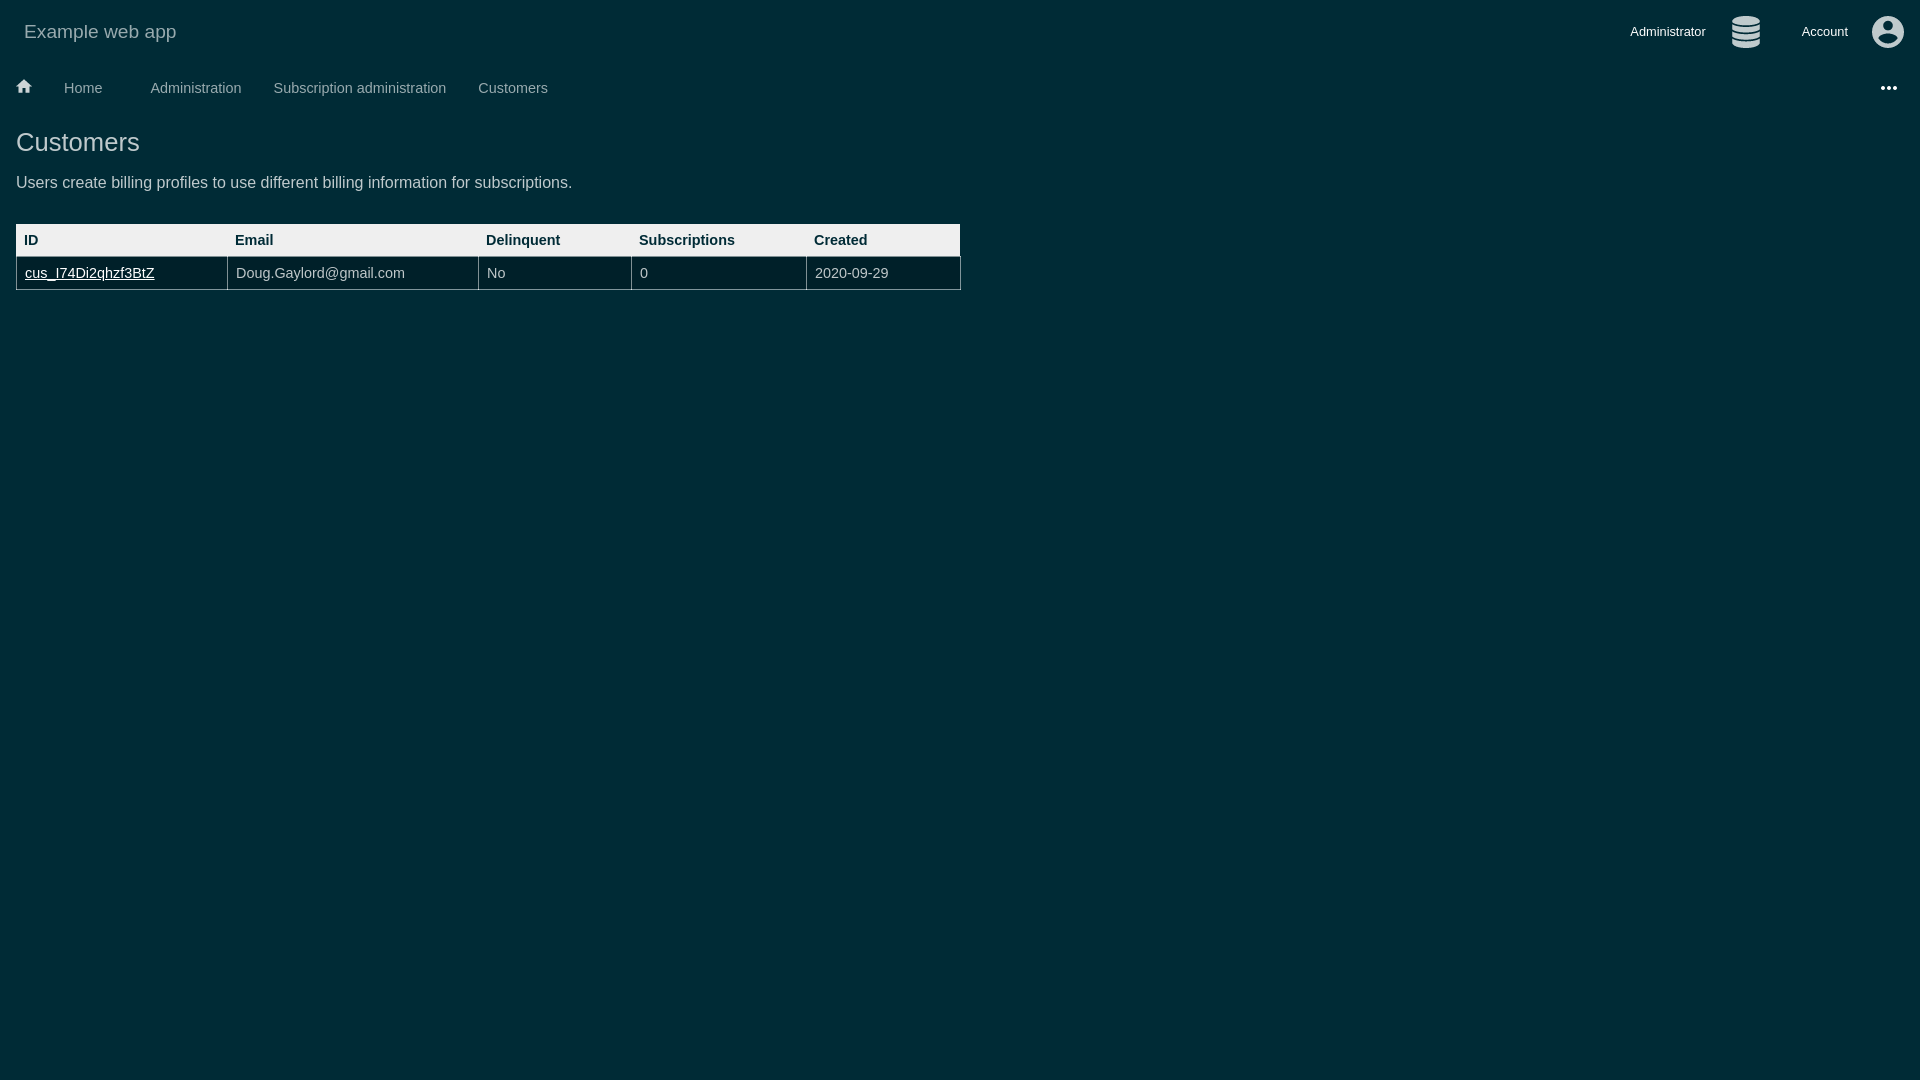 Example web app
Administrator
Account
Home
Administration
Subscription administration
Customers
Customers
Users create billing profiles to use different billing information for subscriptions.
ID Email Delinquent Subscriptions Created
cus_I74Di2qhzf3BtZ Doug.Gaylord@gmail.com No 0 2020-09-29